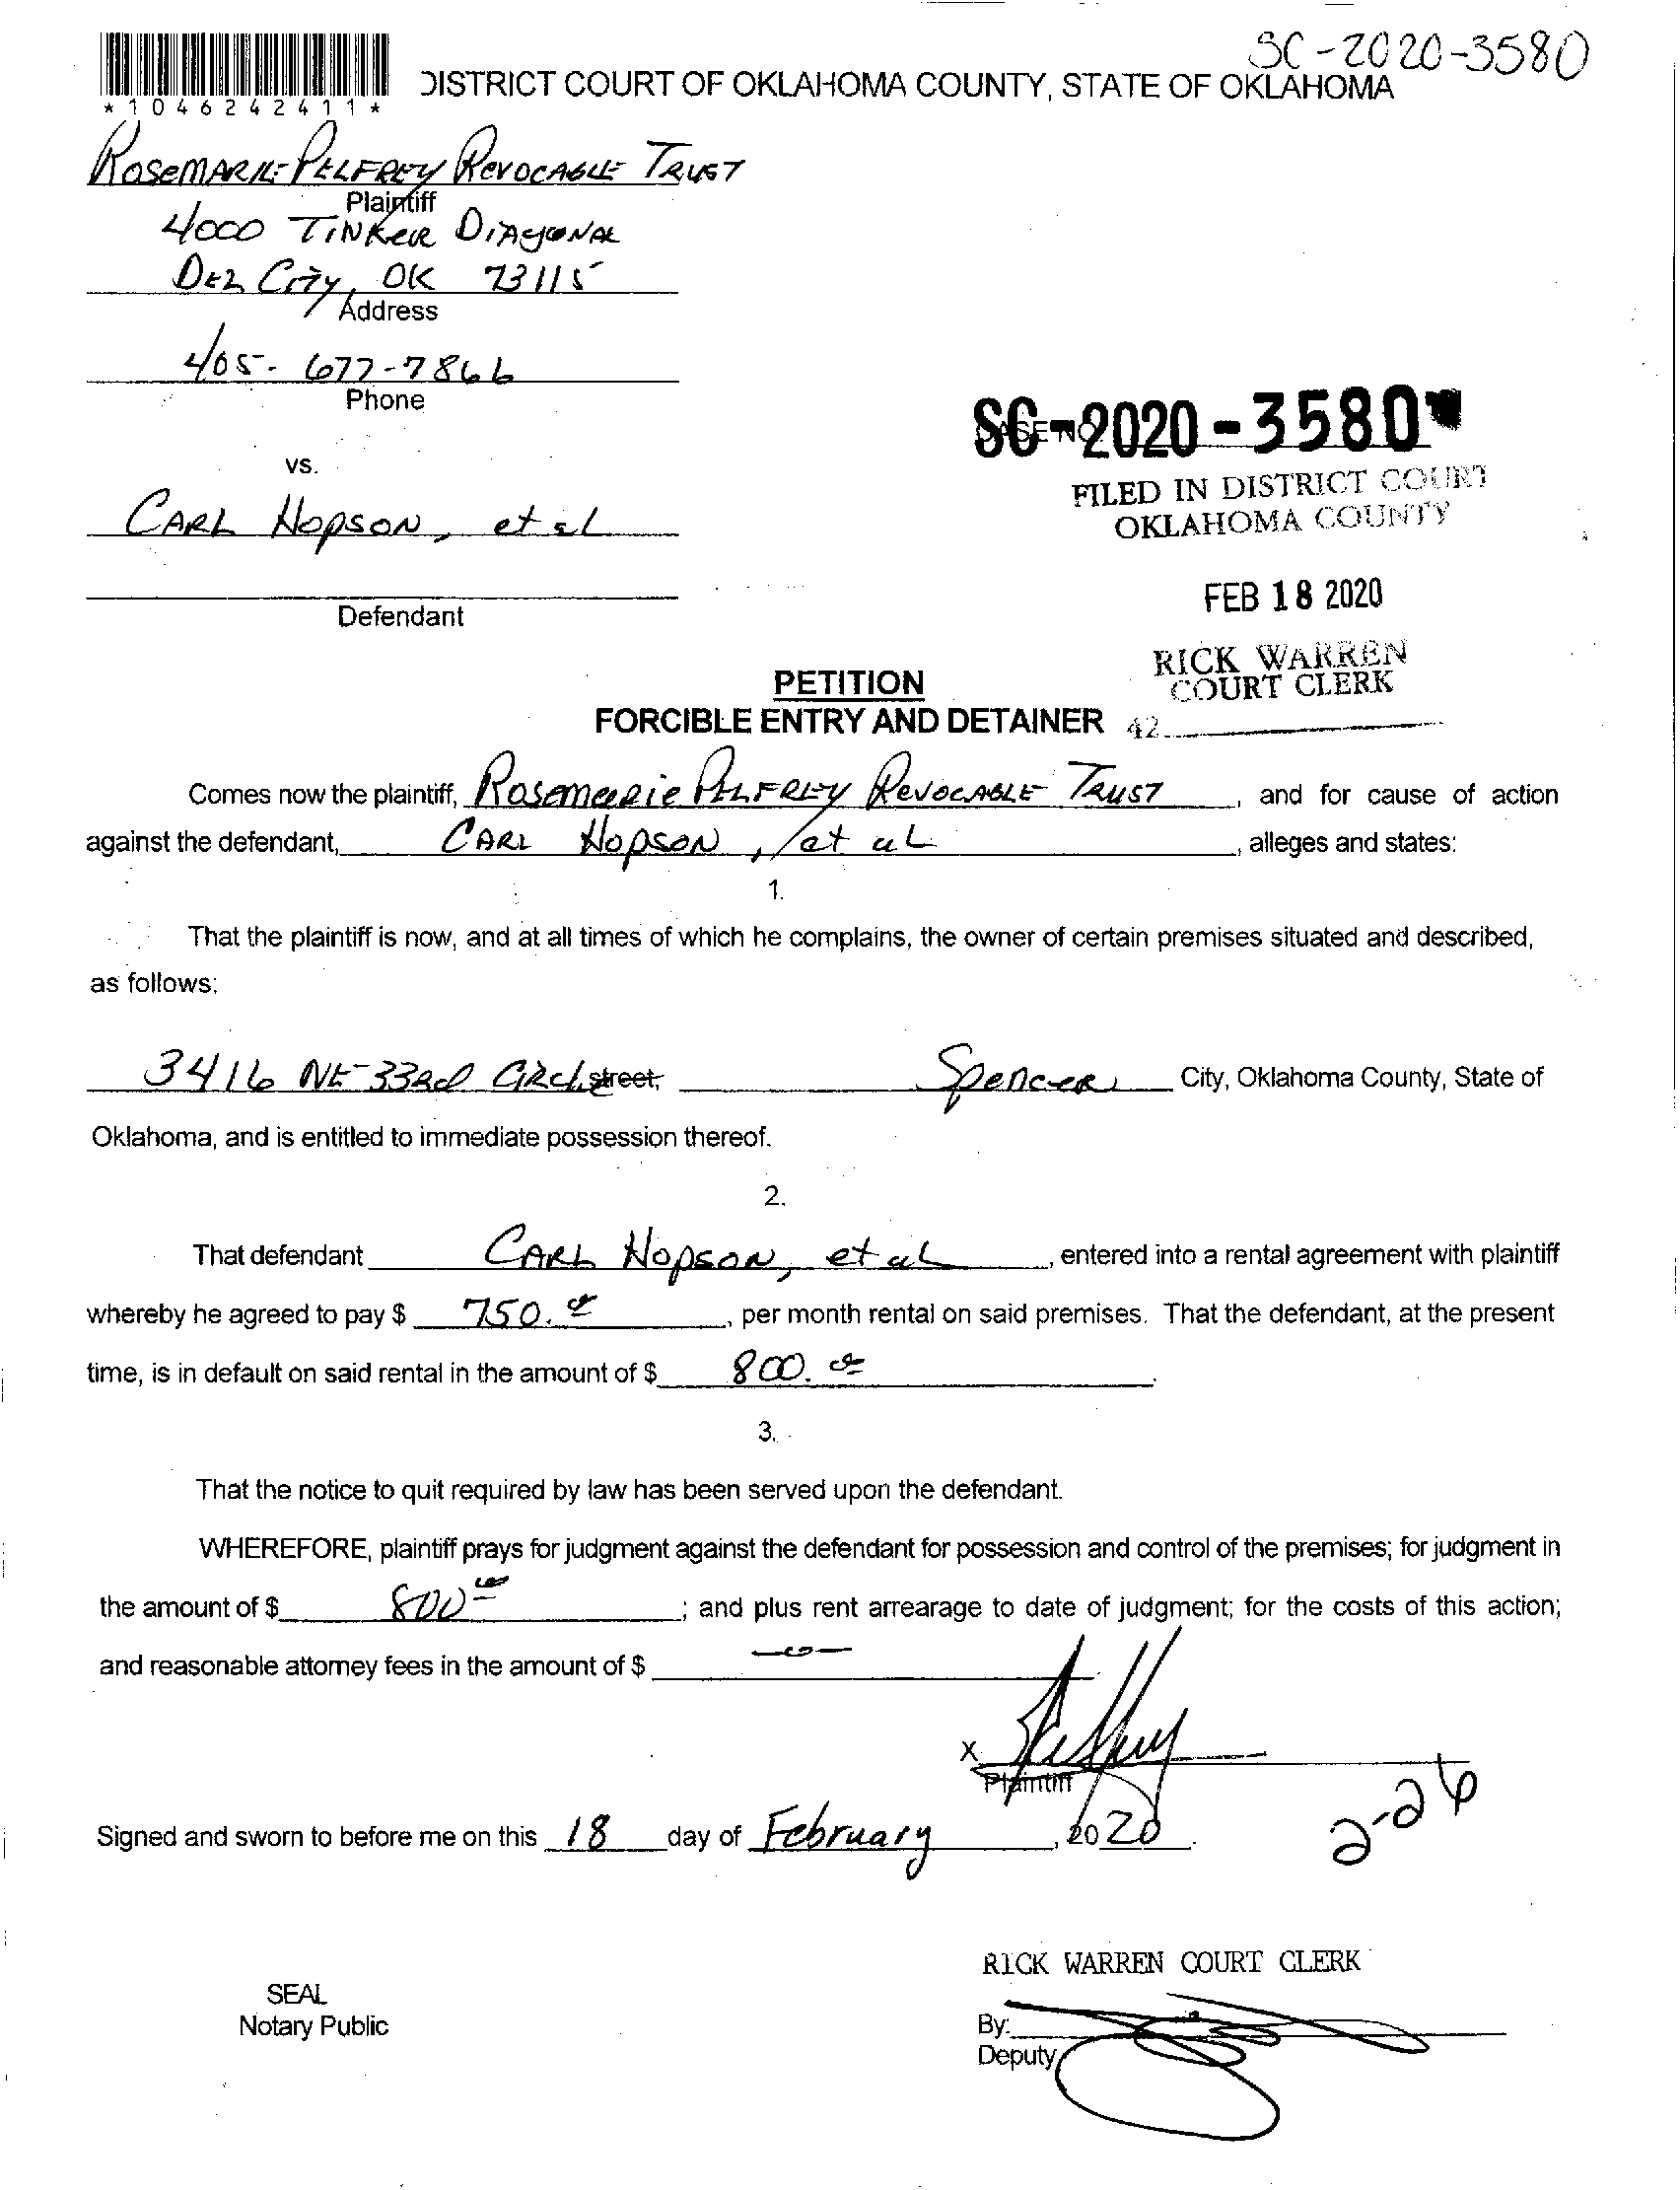 SC-2020-3580
DISTRICT COURT OF OKLAHOMA COUNTY, STATE OF OKLAHOMA
*1046242411*
ROSEMARIE PELFREY REVOCABLE TRUST
Plaintiff
4000 TINKER DIAGONAL
DEL CITY, OK 73115
Address
405-677-7866
Phone
SC-2020-3580
CASE NO
vs.
FILED IN DISTRICT COURT
OKLAHOMA COUNTY
CARL HOPSON, et al
FEB 18 2020
Defendant
RICK WARREN
COURT CLERK
PETITION
FORCIBLE ENTRY AND DETAINER 42
Comes now the plaintiff, Rosemarie PELFREY REVOCABLE TRUST, and for cause of action
against the defendant, CARL HOPSON, et al, alleges and states:
1.
That the plaintiff is now, and at all times of which he complains, the owner of certain premises situated and described,
as follows:
3416 NE 33Rd CIRCL street, Spencer City, Oklahoma County, State of
Oklahoma, and is entitled to immediate possession thereof.
2.
That defendant CARL HOPSON, et al, entered into a rental agreement with plaintiff
whereby he agreed to pay $ 750., per month rental on said premises. That the defendant, at the present
time, is in default on said rental in the amount of $ 800..
3.
That the notice to quit required by law has been served upon the defendant.
WHEREFORE, plaintiff prays for judgment against the defendant for possession and control of the premises; for judgment in
the amount of $ 800; and plus rent arrearage to date of judgment; for the costs of this action;
and reasonable attorney fees in the amount of $ —0—
X
Plaintiff
2-26
Signed and sworn to before me on this 18 day of February, 2020.
RICK WARREN COURT CLERK
SEAL
Notary Public
By:
Deputy